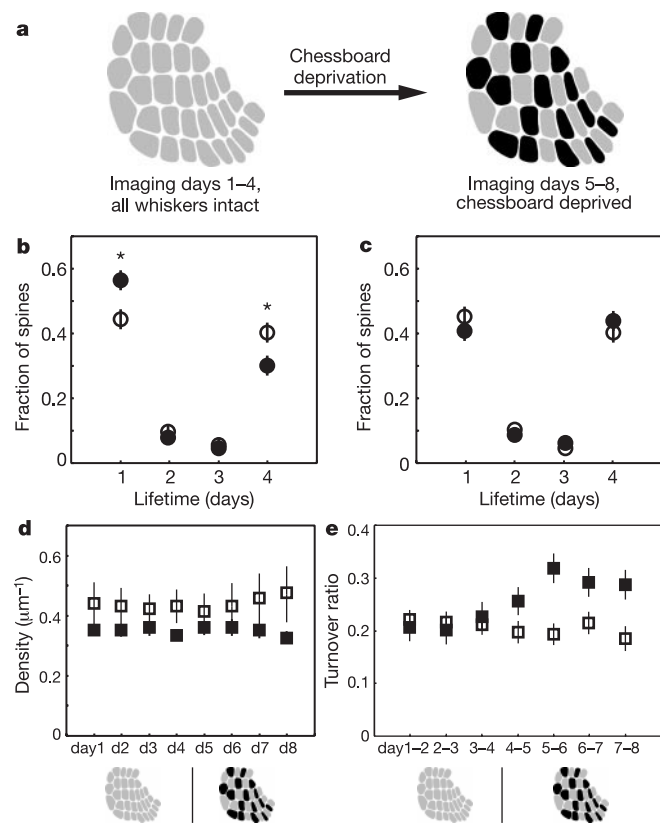 a
Chessboard
deprivation
Imaging days 1–4,
all whiskers intact
Imaging days 5–8,
chessboard deprived
b
Fraction of spines
0.6
0.4
0.2
0
*
*
1 2 3 4
Lifetime (days)
c
Fraction of spines
0.6
0.4
0.2
0
1 2 3 4
Lifetime (days)
d
Density (μm⁻¹)
0.6
0.4
0.2
0
day1 d2 d3 d4 d5 d6 d7 d8
e
Turnover ratio
0.4
0.3
0.2
0.1
day1–2 2–3 3–4 4–5 5–6 6–7 7–8